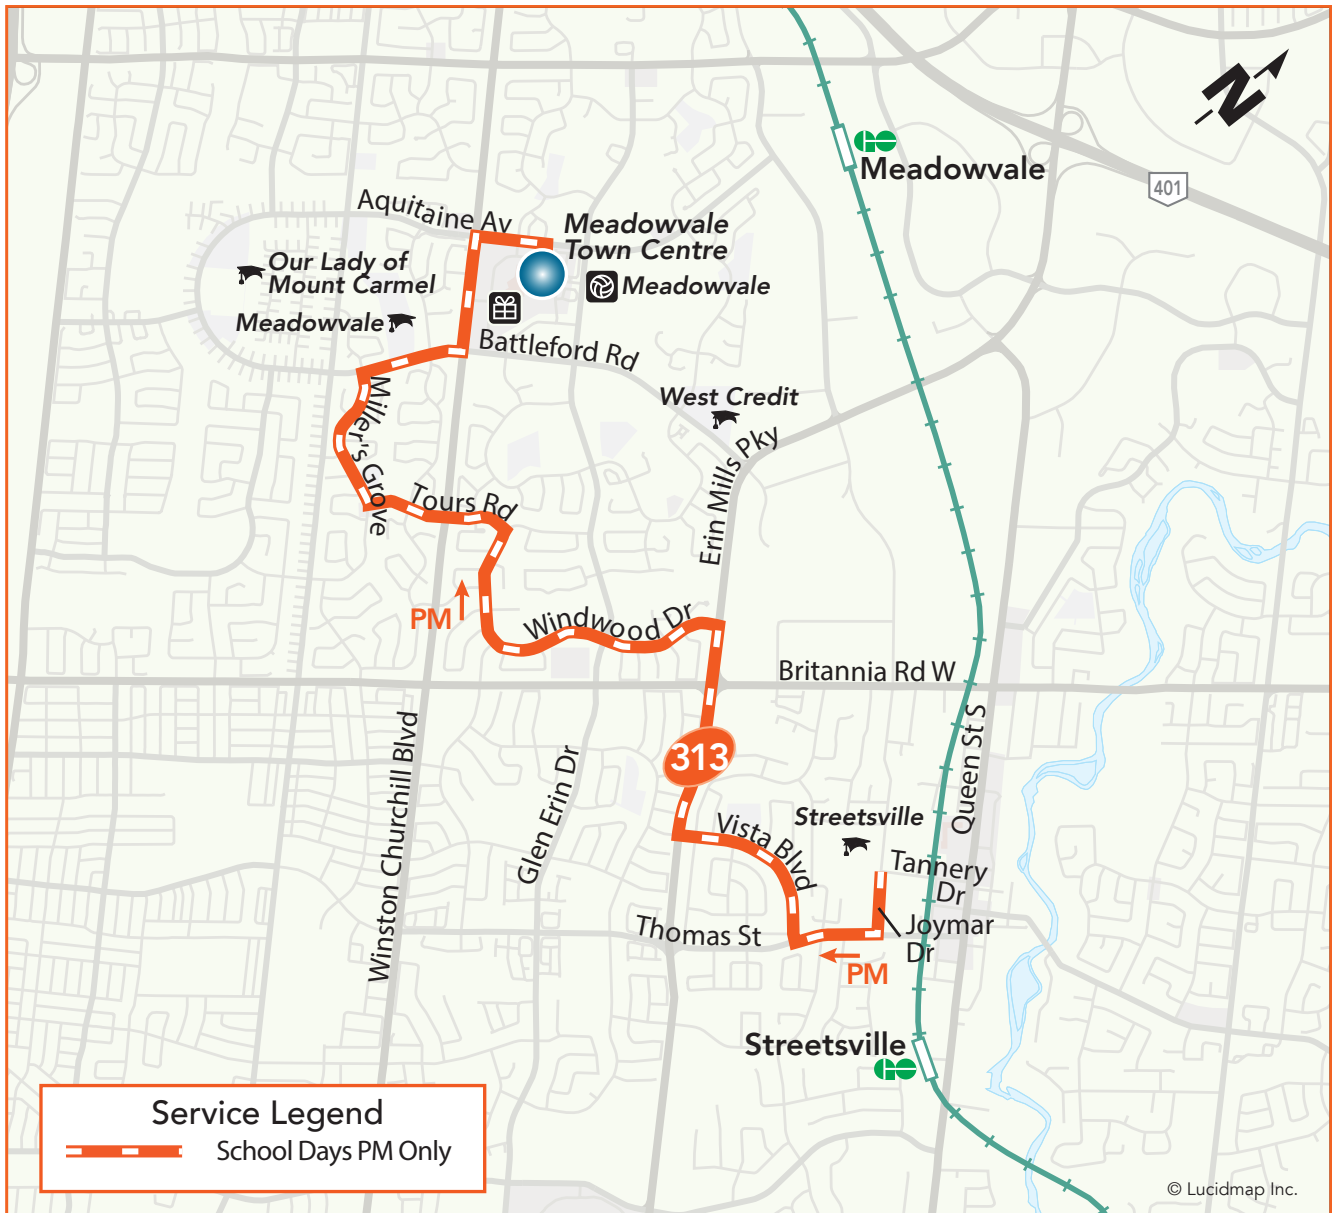 N
401
Meadowvale
Aquitaine Av
Meadowvale
Town Centre
Our Lady of
Mount Carmel
Meadowvale
Meadowvale
Battleford Rd
West Credit
Miller's Grove
Erin Mills Pky
Tours Rd
PM
Windwood Dr
Britannia Rd W
Winston Churchill Blvd
Queen St S
313
Glen Erin Dr
Streetsville
Vista Blvd
Tannery
Dr
Thomas St
Joymar
Dr
PM
Streetsville
Service Legend
School Days PM Only
© Lucidmap Inc.